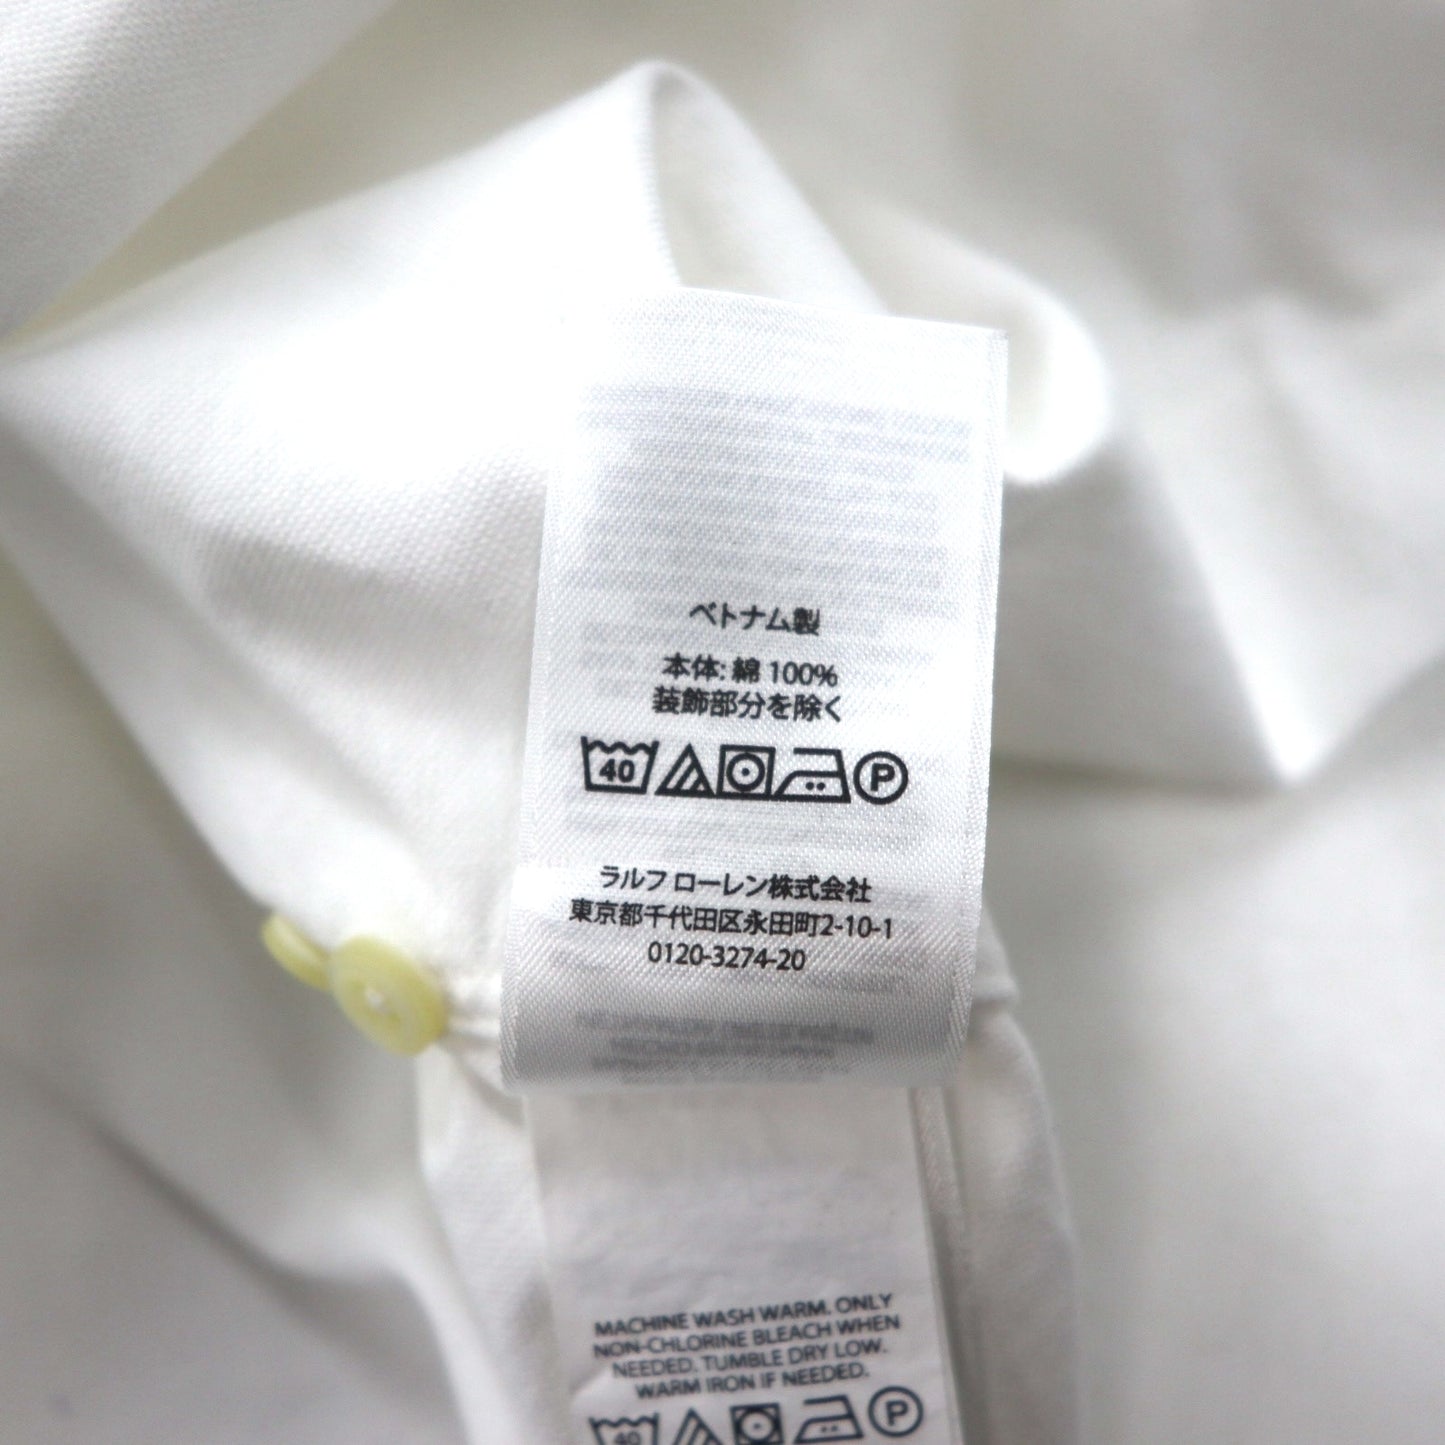 ベトナム製
本体: 綿 100%
装飾部分を除く
40 P
ラルフ ローレン株式会社
東京都千代田区永田町2-10-1
0120-3274-20
MACHINE WASH WARM. ONLY
NON-CHLORINE BLEACH WHEN
NEEDED. TUMBLE DRY LOW.
WARM IRON IF NEEDED.
40 P